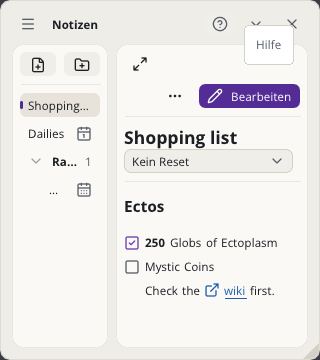 Notizen
Hilfe
Bearbeiten
Shopping...
Dailies
Ra... 1
...
Shopping list
Kein Reset
Ectos
250 Globs of Ectoplasm
Mystic Coins
Check the wiki first.